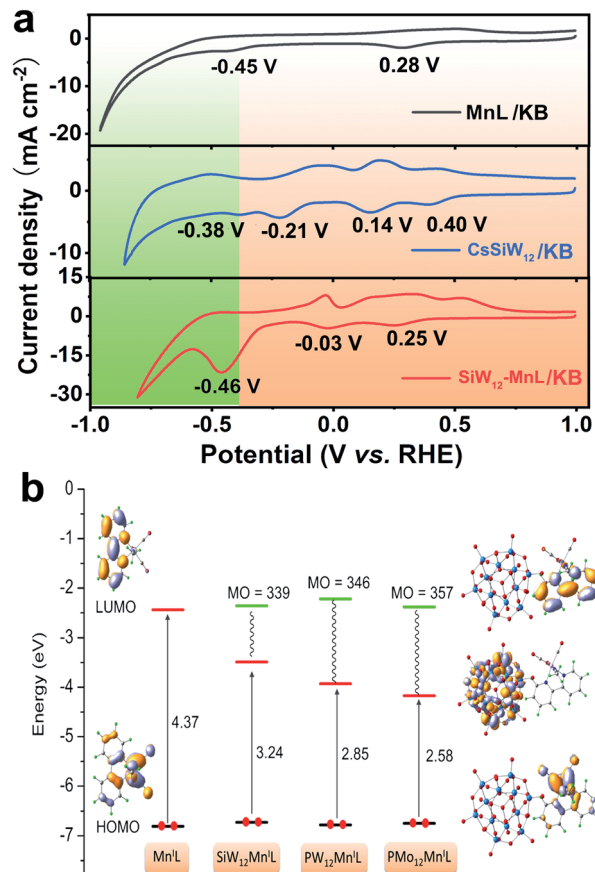 a
Current density (mA cm⁻²)
0
-10
-20
-0.45 V
0.28 V
MnL/KB
0
-10
-0.38 V
-0.21 V
0.14 V
0.40 V
CsSiW₁₂/KB
15
0
-15
-30
-0.46 V
-0.03 V
0.25 V
SiW₁₂-MnL/KB
-1.0
-0.5
0.0
0.5
1.0
Potential (V vs. RHE)
b
Energy (eV)
0
-1
-2
-3
-4
-5
-6
-7
LUMO
HOMO
MO = 339
MO = 346
MO = 357
4.37
3.24
2.85
2.58
MnᴵL
SiW₁₂MnᴵL
PW₁₂MnᴵL
PMo₁₂MnᴵL